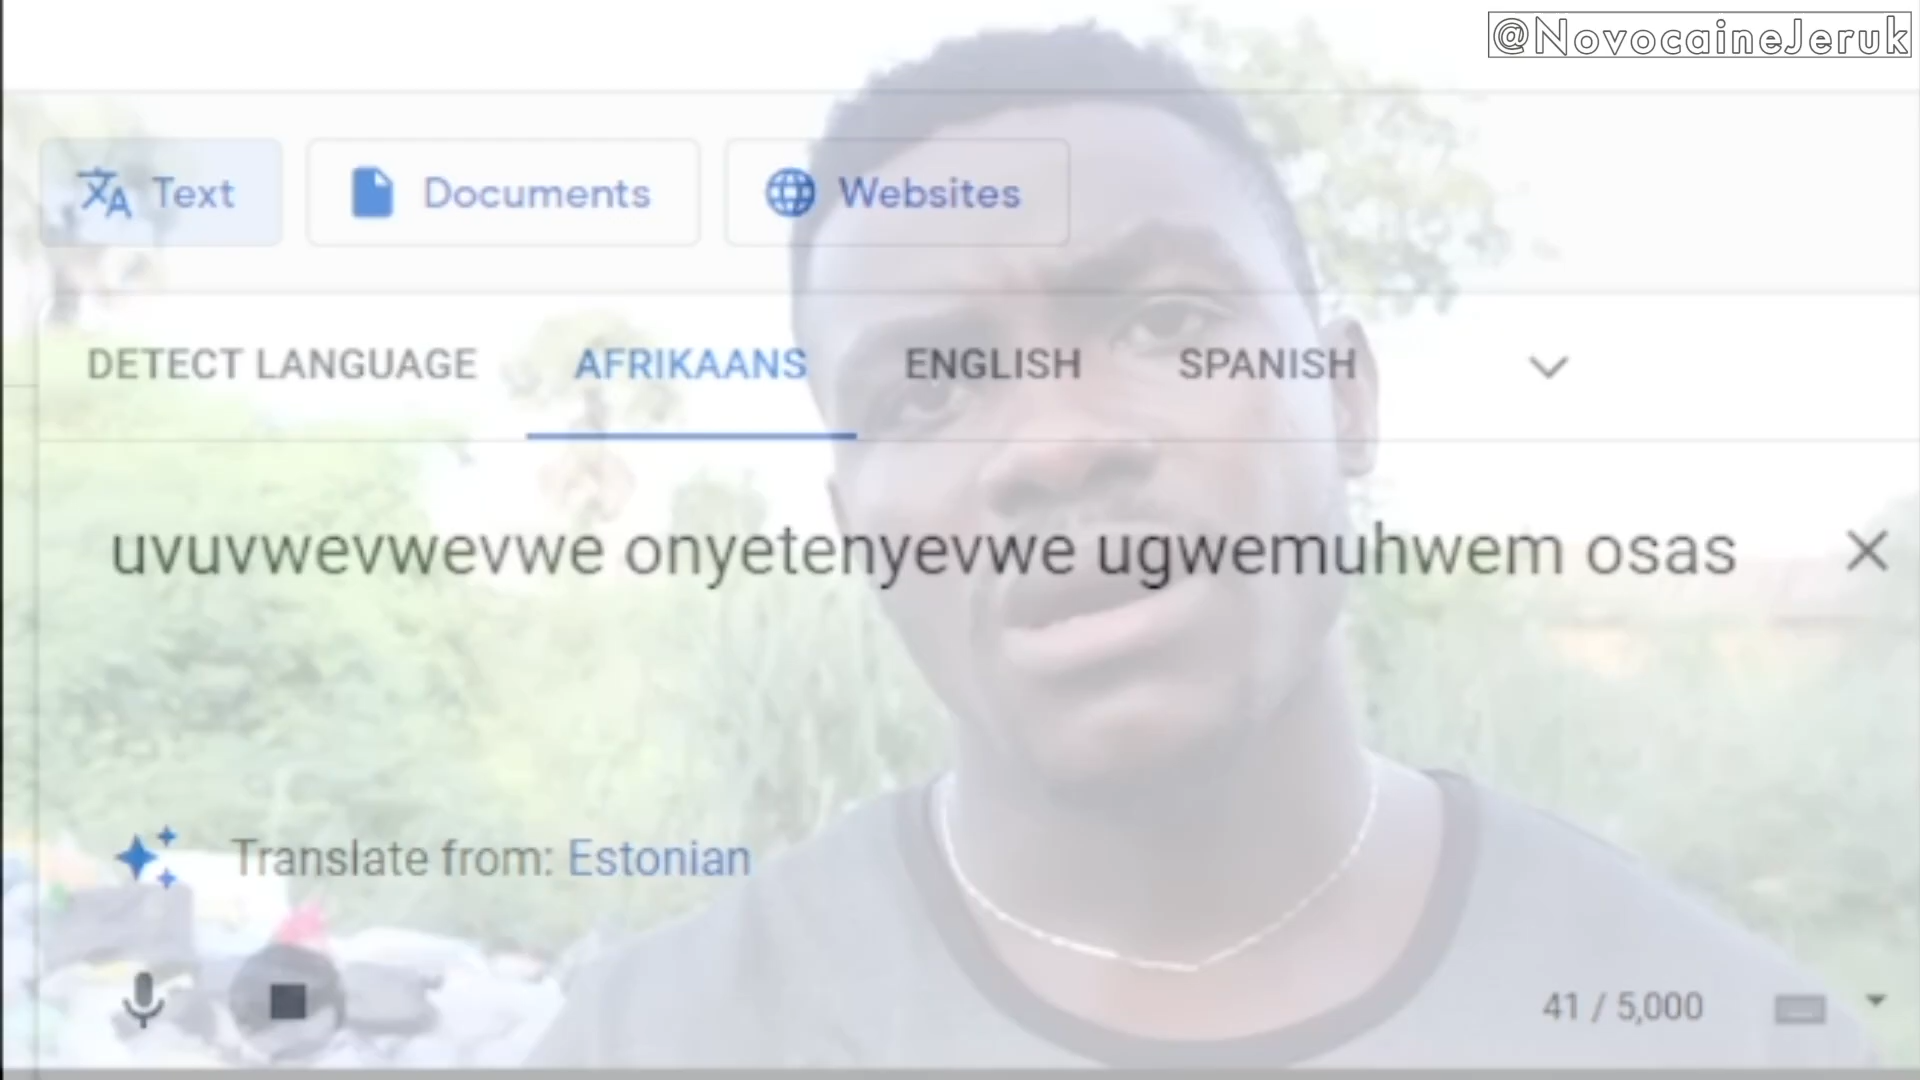 @NovocaineJeruk
Text Documents Websites
DETECT LANGUAGE AFRIKAANS ENGLISH SPANISH
uvuvwevwevwe onyetenyevwe ugwemuhwem osas
Translate from: Estonian
41 / 5,000